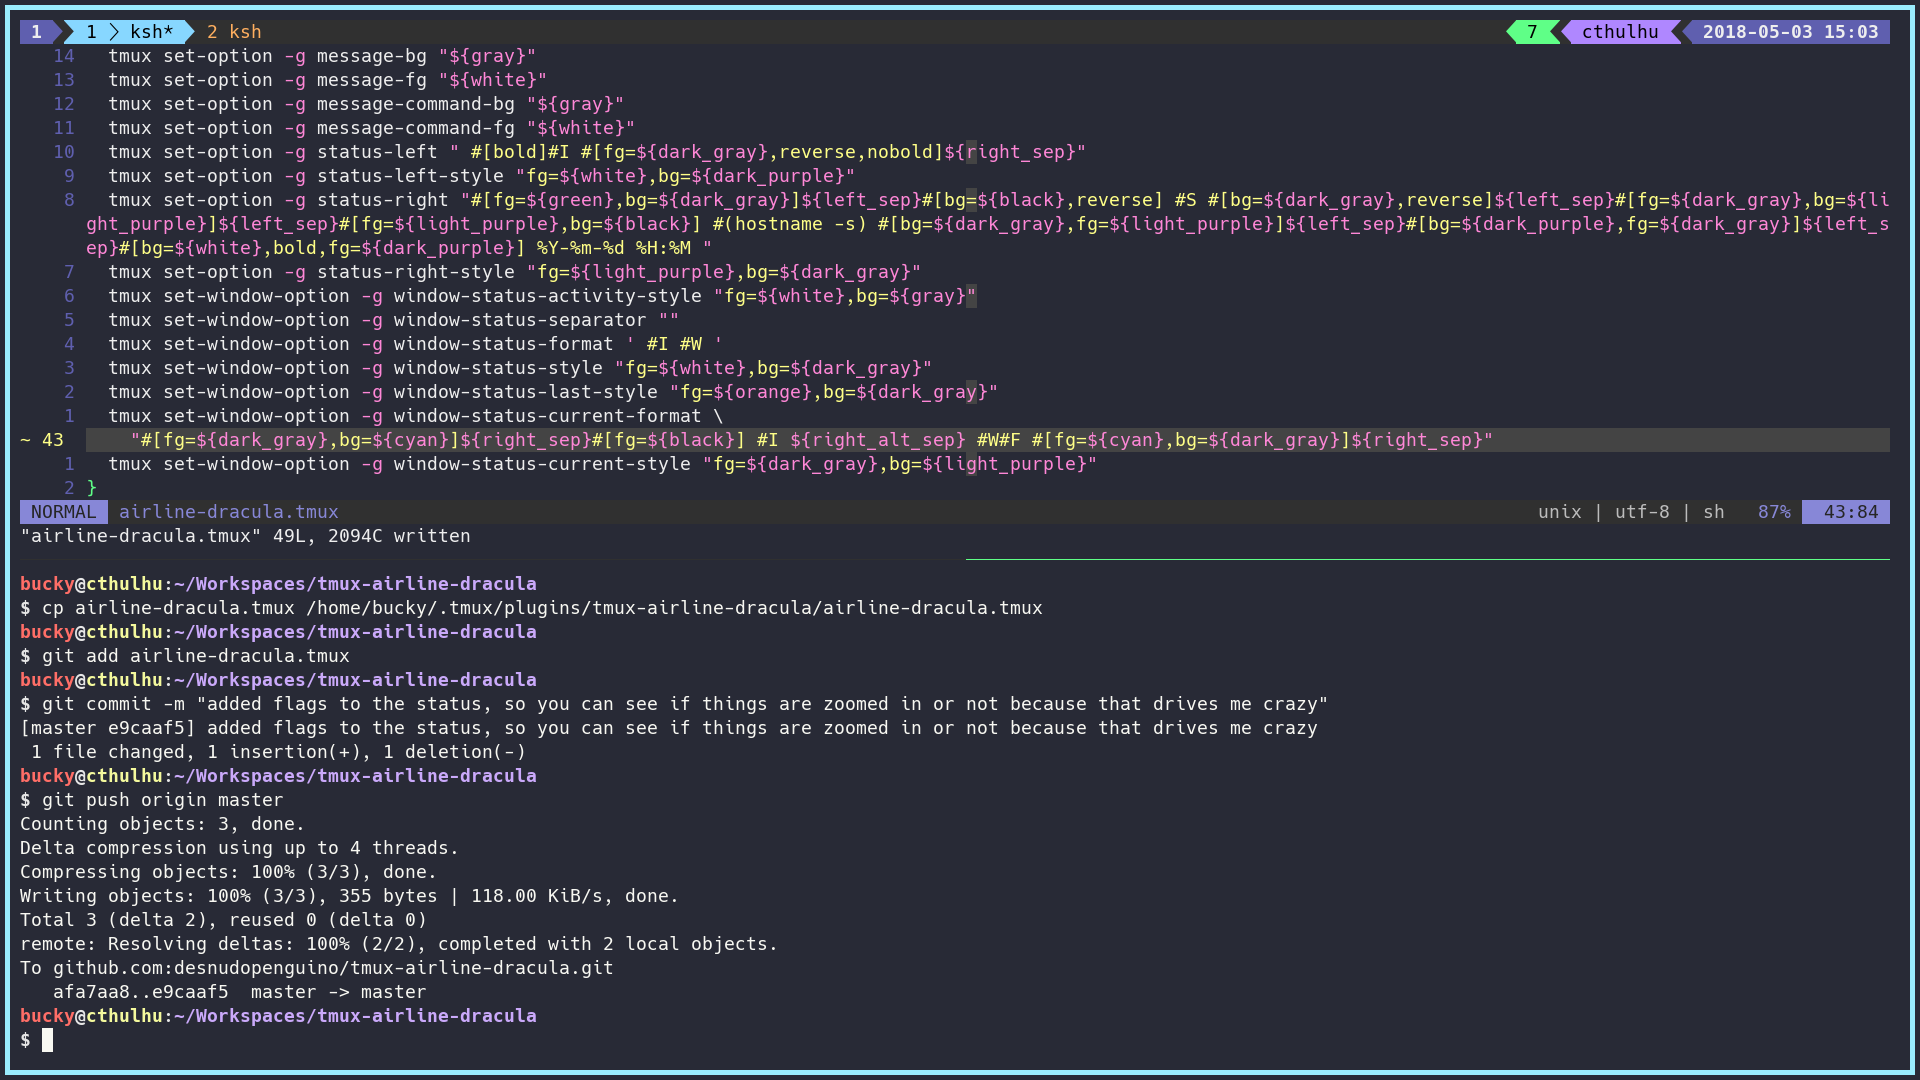 1 1 ksh* 2 ksh 7 cthulhu 2018-05-03 15:03
14 tmux set-option -g message-bg "${gray}"
13 tmux set-option -g message-fg "${white}"
12 tmux set-option -g message-command-bg "${gray}"
11 tmux set-option -g message-command-fg "${white}"
10 tmux set-option -g status-left " #[bold]#I #[fg=${dark_gray},reverse,nobold]${right_sep}"
9 tmux set-option -g status-left-style "fg=${white},bg=${dark_purple}"
8 tmux set-option -g status-right "#[fg=${green},bg=${dark_gray}]${left_sep}#[bg=${black},reverse] #S #[bg=${dark_gray},reverse]${left_sep}#[fg=${dark_gray},bg=${li
ght_purple}]${left_sep}#[fg=${light_purple},bg=${black}] #(hostname -s) #[bg=${dark_gray},fg=${light_purple}]${left_sep}#[bg=${dark_purple},fg=${dark_gray}]${left_s
ep}#[bg=${white},bold,fg=${dark_purple}] %Y-%m-%d %H:%M "
7 tmux set-option -g status-right-style "fg=${light_purple},bg=${dark_gray}"
6 tmux set-window-option -g window-status-activity-style "fg=${white},bg=${gray}"
5 tmux set-window-option -g window-status-separator ""
4 tmux set-window-option -g window-status-format ' #I #W '
3 tmux set-window-option -g window-status-style "fg=${white},bg=${dark_gray}"
2 tmux set-window-option -g window-status-last-style "fg=${orange},bg=${dark_gray}"
1 tmux set-window-option -g window-status-current-format \
~ 43 "#[fg=${dark_gray},bg=${cyan}]${right_sep}#[fg=${black}] #I ${right_alt_sep} #W#F #[fg=${cyan},bg=${dark_gray}]${right_sep}"
1 tmux set-window-option -g window-status-current-style "fg=${dark_gray},bg=${light_purple}"
2 }
NORMAL airline-dracula.tmux unix | utf-8 | sh 87% 43:84
"airline-dracula.tmux" 49L, 2094C written
bucky@cthulhu:~/Workspaces/tmux-airline-dracula
$ cp airline-dracula.tmux /home/bucky/.tmux/plugins/tmux-airline-dracula/airline-dracula.tmux
bucky@cthulhu:~/Workspaces/tmux-airline-dracula
$ git add airline-dracula.tmux
bucky@cthulhu:~/Workspaces/tmux-airline-dracula
$ git commit -m "added flags to the status, so you can see if things are zoomed in or not because that drives me crazy"
[master e9caaf5] added flags to the status, so you can see if things are zoomed in or not because that drives me crazy
1 file changed, 1 insertion(+), 1 deletion(-)
bucky@cthulhu:~/Workspaces/tmux-airline-dracula
$ git push origin master
Counting objects: 3, done.
Delta compression using up to 4 threads.
Compressing objects: 100% (3/3), done.
Writing objects: 100% (3/3), 355 bytes | 118.00 KiB/s, done.
Total 3 (delta 2), reused 0 (delta 0)
remote: Resolving deltas: 100% (2/2), completed with 2 local objects.
To github.com:desnudopenguino/tmux-airline-dracula.git
afa7aa8..e9caaf5 master -> master
bucky@cthulhu:~/Workspaces/tmux-airline-dracula
$